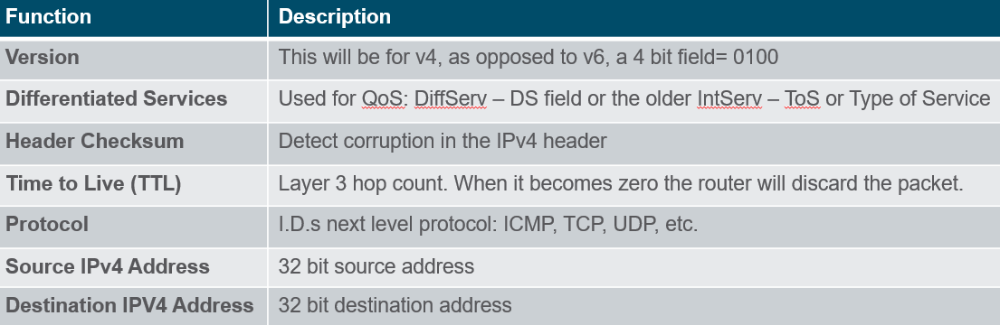 Function Description
Version This will be for v4, as opposed to v6, a 4 bit field= 0100
Differentiated Services Used for QoS: DiffServ – DS field or the older IntServ – ToS or Type of Service
Header Checksum Detect corruption in the IPv4 header
Time to Live (TTL) Layer 3 hop count. When it becomes zero the router will discard the packet.
Protocol I.D.s next level protocol: ICMP, TCP, UDP, etc.
Source IPv4 Address 32 bit source address
Destination IPV4 Address 32 bit destination address